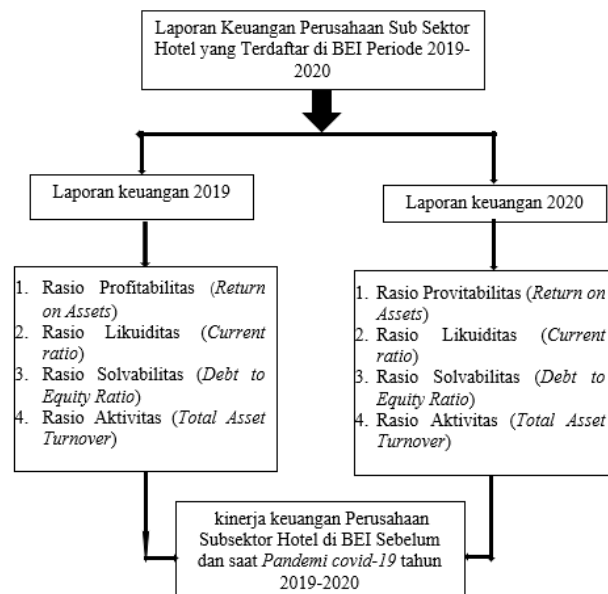 Laporan Keuangan Perusahaan Sub Sektor
Hotel yang Terdaftar di BEI Periode 2019-
2020
Laporan keuangan 2019
Laporan keuangan 2020
1. Rasio Profitabilitas (Return
on Assets)
2. Rasio Likuiditas (Current
ratio)
3. Rasio Solvabilitas (Debt to
Equity Ratio)
4. Rasio Aktivitas (Total Asset
Turnover)
1. Rasio Provitabilitas (Return on
Assets)
2. Rasio Likuiditas (Current
ratio)
3. Rasio Solvabilitas (Debt to
Equity Ratio)
4. Rasio Aktivitas (Total Asset
Turnover)
kinerja keuangan Perusahaan
Subsektor Hotel di BEI Sebelum
dan saat Pandemi covid-19 tahun
2019-2020